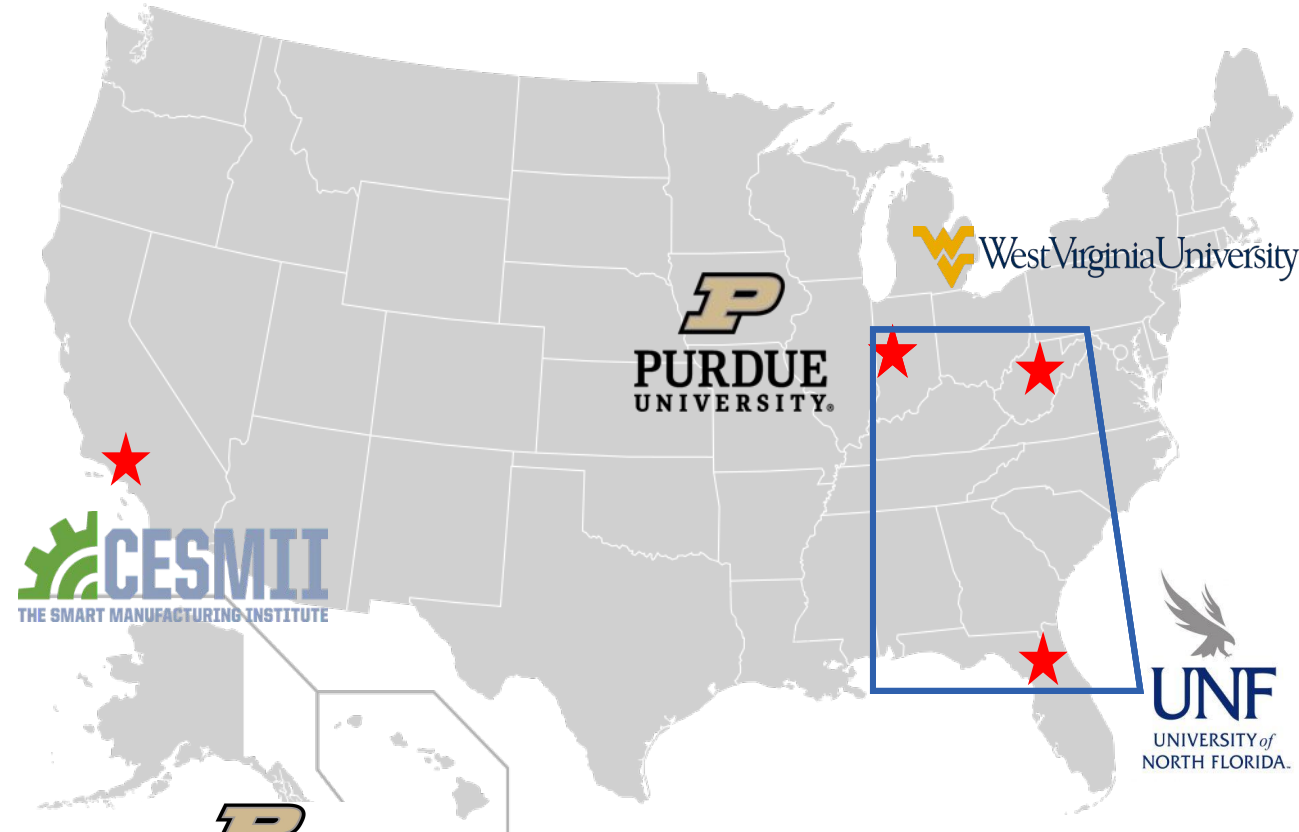 West Virginia University
P
PURDUE
UNIVERSITY®
CESMII
THE SMART MANUFACTURING INSTITUTE
UNF
UNIVERSITY of
NORTH FLORIDA.
P